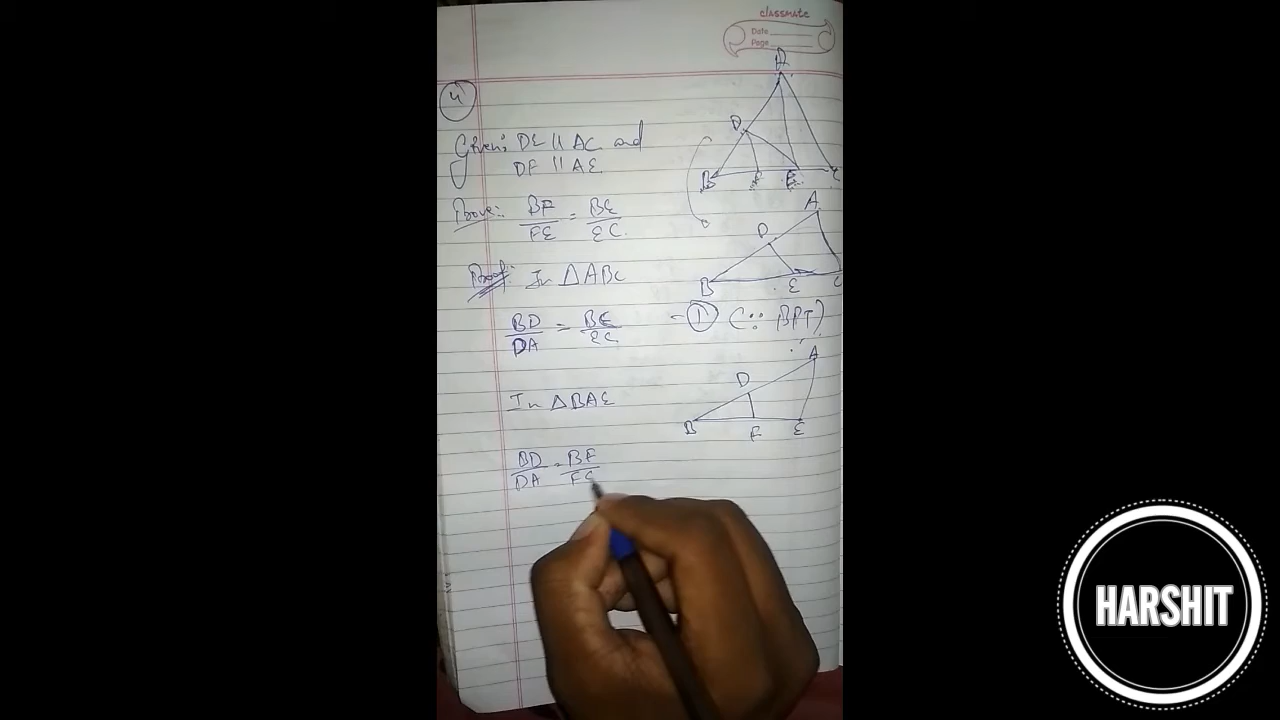 classmate
Date
Page
4
Given: DE || AC and
DF || AE
Prove:- BF/FE = BE/EC.
Proof: In △ABC
BD/DA = BE/EC - 1 (∵ BPT)
In △BAE
BD/DA = BF/FE
A
D
B F E C
A
D
B E C
A
D
B F E
HARSHIT